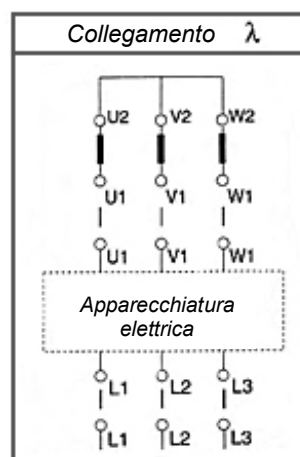 Collegamento λ
U2 V2 W2
U1 V1 W1
U1 V1 W1
Apparecchiatura
elettrica
L1 L2 L3
L1 L2 L3